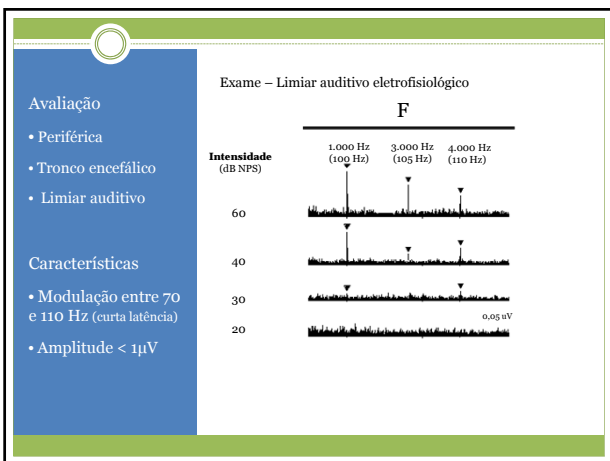 Avaliação
• Periférica
• Tronco encefálico
• Limiar auditivo
Características
• Modulação entre 70
e 110 Hz (curta latência)
• Amplitude < 1µV
Exame – Limiar auditivo eletrofisiológico
F
Intensidade
(dB NPS)
1.000 Hz 3.000 Hz 4.000 Hz
(100 Hz) (105 Hz) (110 Hz)
60
40
30
0,05 uV
20